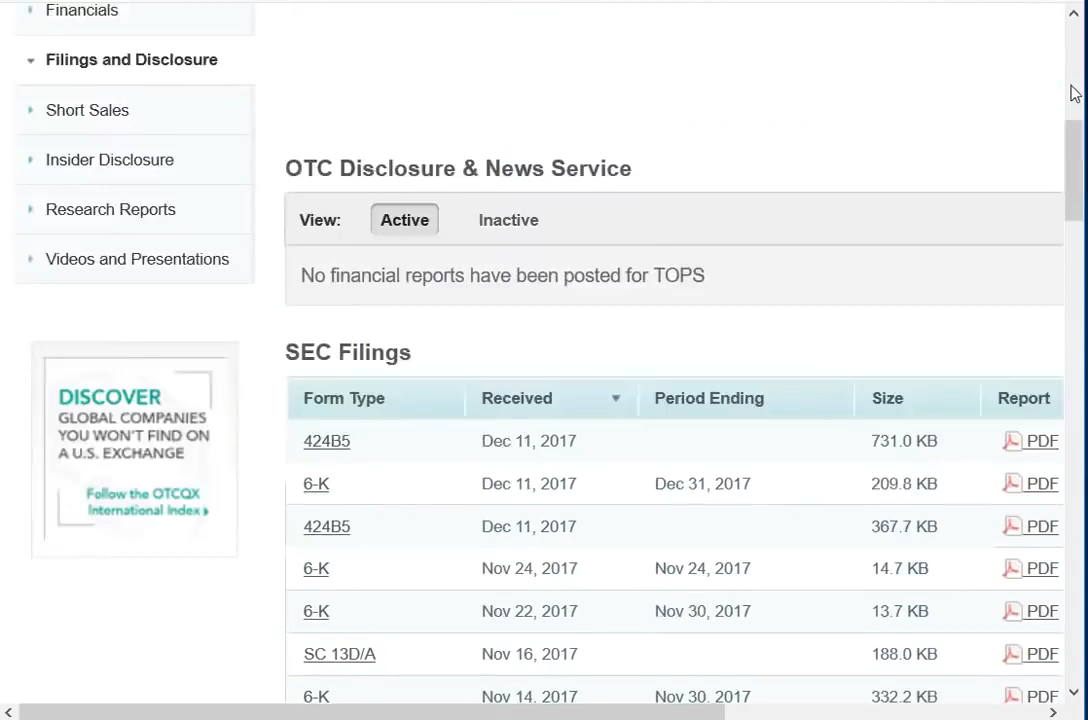 Financials
Filings and Disclosure
Short Sales
Insider Disclosure
Research Reports
Videos and Presentations
DISCOVER
GLOBAL COMPANIES
YOU WON'T FIND ON
A U.S. EXCHANGE
Follow the OTCQX
International Index
OTC Disclosure & News Service
View: Active Inactive
No financial reports have been posted for TOPS
SEC Filings
Form Type Received Period Ending Size Report
424B5 Dec 11, 2017 731.0 KB PDF
6-K Dec 11, 2017 Dec 31, 2017 209.8 KB PDF
424B5 Dec 11, 2017 367.7 KB PDF
6-K Nov 24, 2017 Nov 24, 2017 14.7 KB PDF
6-K Nov 22, 2017 Nov 30, 2017 13.7 KB PDF
SC 13D/A Nov 16, 2017 188.0 KB PDF
6-K Nov 14, 2017 Nov 30, 2017 332.2 KB PDF